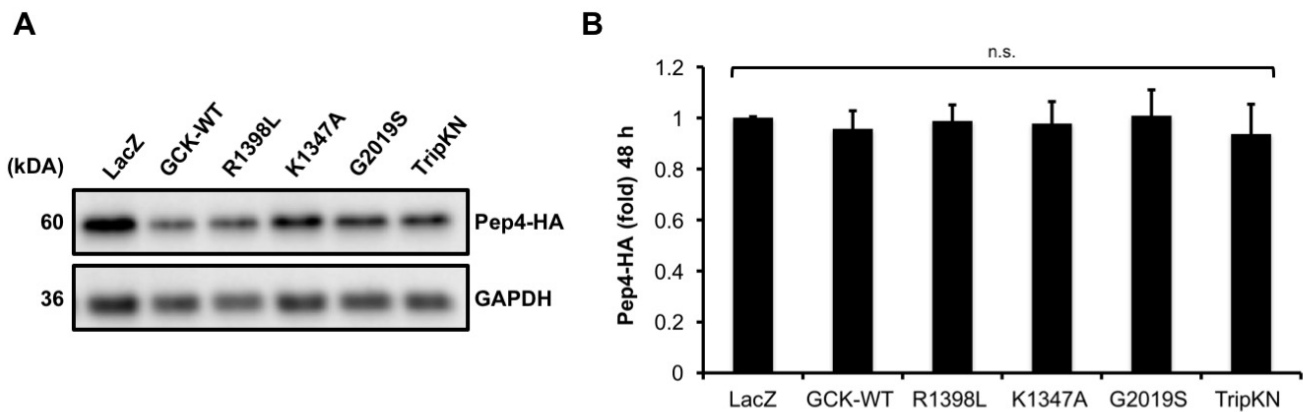 A
(kDA)
LacZ
GCK-WT
R1398L
K1347A
G2019S
TripKN
60
Pep4-HA
36
GAPDH
B
n.s.
Pep4-HA (fold) 48 h
1.2
1
0.8
0.6
0.4
0.2
0
LacZ
GCK-WT
R1398L
K1347A
G2019S
TripKN